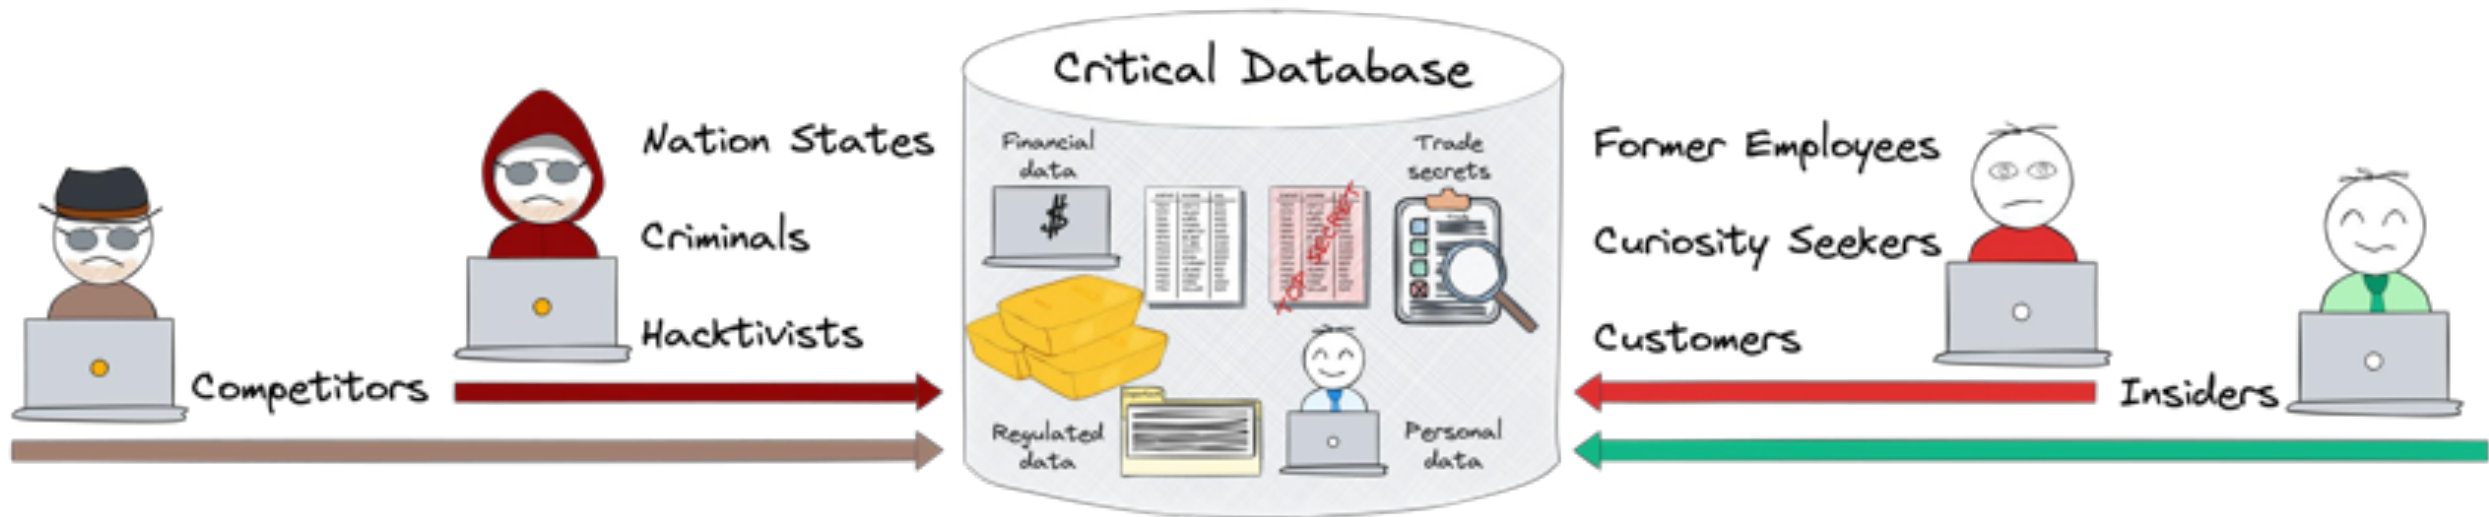 Critical Database
Nation States
Criminals
Hacktivists
Competitors
Financial
data
$
Trade
secrets
TOP SECRET
Regulated
data
Personal
data
Former Employees
Curiosity Seekers
Customers
Insiders